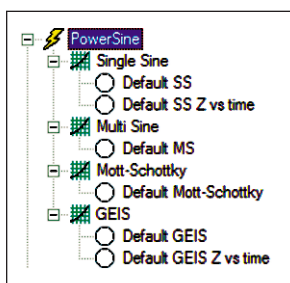 PowerSine
Single Sine
Default SS
Default SS Z vs time
Multi Sine
Default MS
Mott-Schottky
Default Mott-Schottky
GEIS
Default GEIS
Default GEIS Z vs time